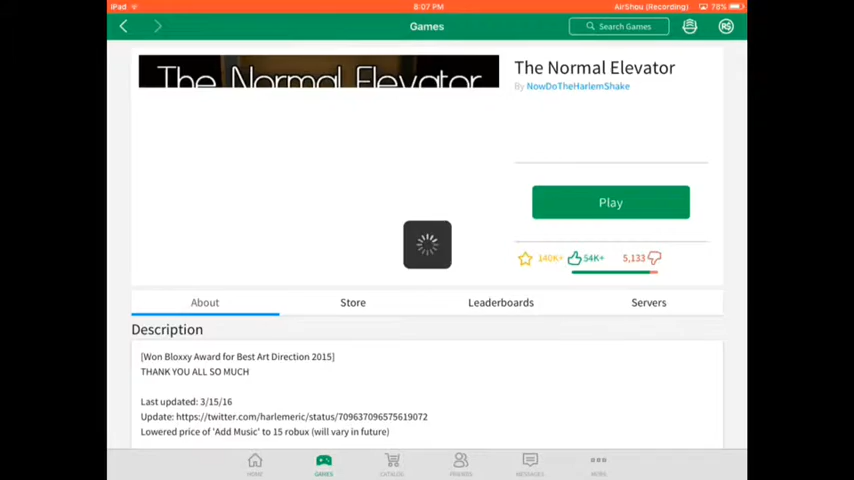 iPad
8:07 PM
AirShou (Recording)
78%
Games
Search Games
R$
The Normal Elevator
The Normal Elevator
By NowDoTheHarlemShake
Play
140K+
54K+
5,133
About
Store
Leaderboards
Servers
Description
[Won Bloxxy Award for Best Art Direction 2015]
THANK YOU ALL SO MUCH
Last updated: 3/15/16
Update: https://twitter.com/harlemeric/status/709637096575619072
Lowered price of 'Add Music' to 15 robux (will vary in future)
HOME
GAMES
CATALOG
FRIENDS
MESSAGES
MORE